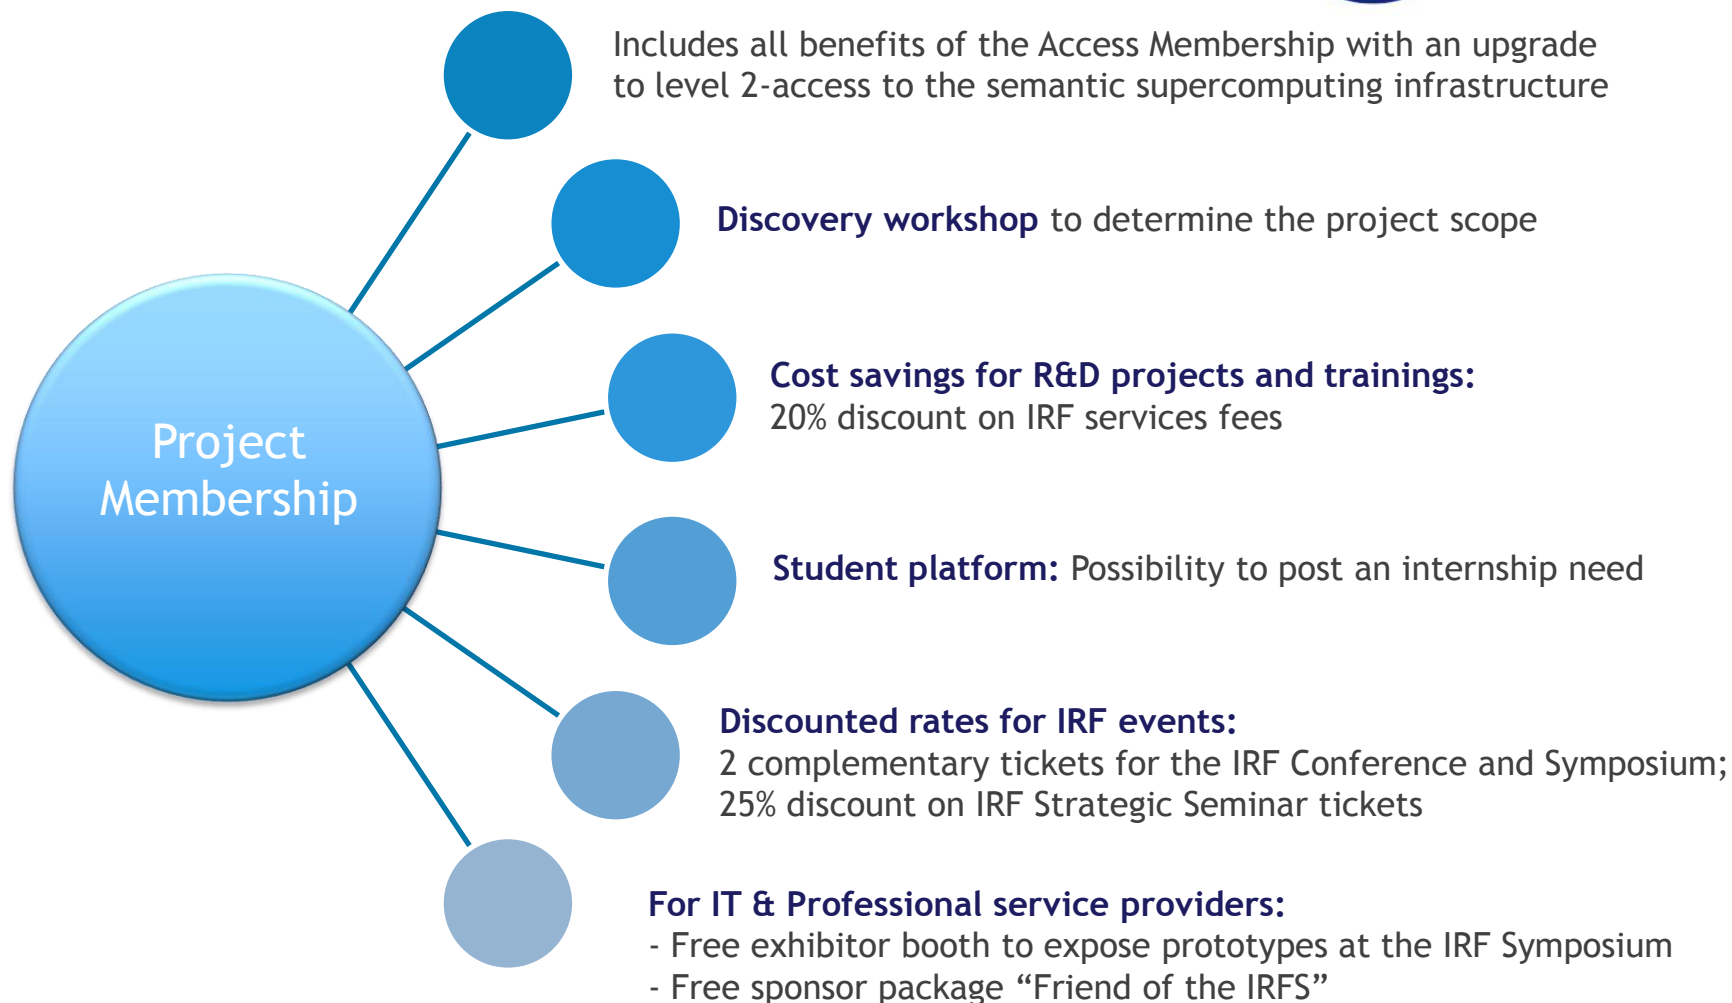 Includes all benefits of the Access Membership with an upgrade
to level 2-access to the semantic supercomputing infrastructure
Discovery workshop to determine the project scope
Cost savings for R&D projects and trainings:
20% discount on IRF services fees
Project
Membership
Student platform: Possibility to post an internship need
Discounted rates for IRF events:
2 complementary tickets for the IRF Conference and Symposium;
25% discount on IRF Strategic Seminar tickets
For IT & Professional service providers:
- Free exhibitor booth to expose prototypes at the IRF Symposium
- Free sponsor package “Friend of the IRFS”